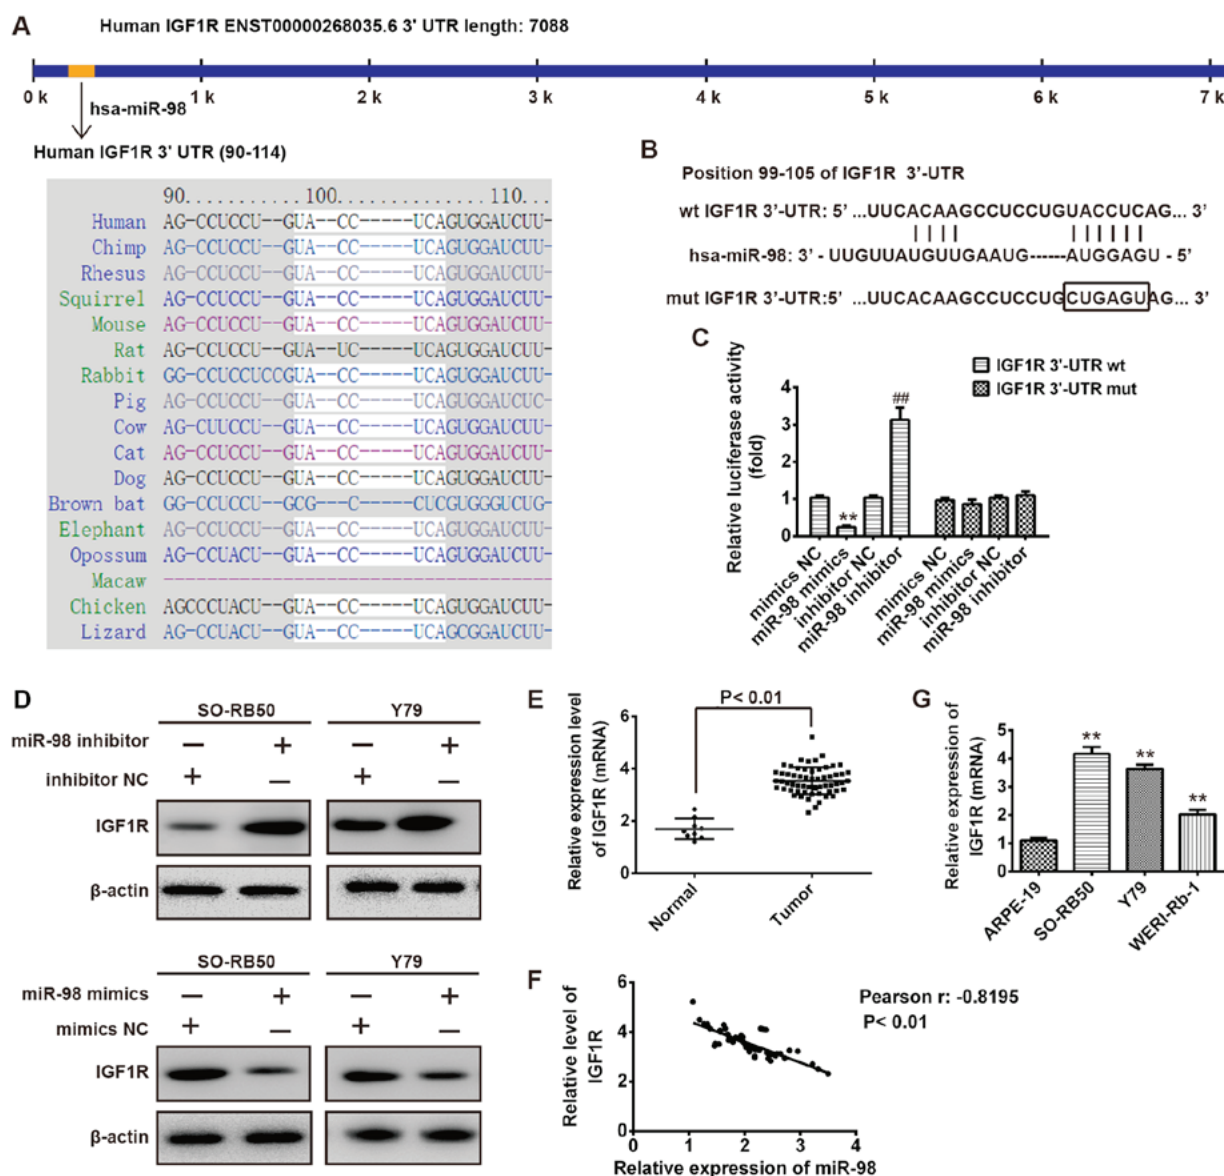 A
Human IGF1R ENST00000268035.6 3' UTR length: 7088
0 k 1 k 2 k 3 k 4 k 5 k 6 k 7 k
hsa-miR-98
Human IGF1R 3' UTR (90-114)
90........100.........110....
Human AG-CCUCCU--GUA--CC------UCAGUGGAUCUU-
Chimp AG-CCUCCU--GUA--CC------UCAGUGGAUCUU-
Rhesus AG-CCUCCU--GUA--CC------UCAGUGGAUCUU-
Squirrel AG-CCUCCU--GUA--CC------UCAGUGGAUCUU-
Mouse AG-CCUCCU--GUA--CC------UCAGUGGAUCUU-
Rat AG-CCUCCU--GUA--UC------UCAGUGGAUCUU-
Rabbit GG-CCUCCUCCGUA--CC------UCAGUGGAUCUU-
Pig AG-CCUCCU--GUA--CC------UCAGUGGAUCUC-
Cow AG-CUUCCU--GUA--CC------UCAGUGGAUCUU-
Cat AG-CCUCCU--GUA--CC------UCAGUGGAUCUU-
Dog AG-CCUCCU--GUA--CC------UCAGUGGAUCUU-
Brown bat GG-CCUCCU--GCG---C------CUCGUGGGUCUG-
Elephant AG-CCUCCU--GUA--CC------UCAGUGGAUCUU-
Opossum AG-CCUACU--GUA--CC------UCAGUGGAUCUU-
Macaw -------------------------------------
Chicken AGCCCUACU--GUA--CC------UCAGUGGAUCUU-
Lizard AG-CCUACU--GUA--CC------UCAGCGGAUCUU-
B
Position 99-105 of IGF1R 3'-UTR
wt IGF1R 3'-UTR: 5' ...UUCACAAGCCUCCUGUACCUCAG... 3'
hsa-miR-98: 3' - UUGUUAUGUUGAAUG------AUGGAGU - 5'
mut IGF1R 3'-UTR:5' ...UUCACAAGCCUCCUGCUGAGUAG... 3'
C
IGF1R 3'-UTR wt
IGF1R 3'-UTR mut
Relative luciferase activity
(fold)
4
3
2
1
0
**
##
mimics NC
miR-98 mimics
inhibitor NC
miR-98 inhibitor
mimics NC
miR-98 mimics
inhibitor NC
miR-98 inhibitor
D
SO-RB50 Y79
miR-98 inhibitor − + − +
inhibitor NC + − + −
IGF1R
β-actin
SO-RB50 Y79
miR-98 mimics − + − +
mimics NC + − + −
IGF1R
β-actin
E
P< 0.01
Relative expression level
of IGF1R (mRNA)
6
4
2
0
Normal
Tumor
F
Relative level of
IGF1R
6
4
2
0
0 1 2 3 4
Relative expression of miR-98
Pearson r: -0.8195
P< 0.01
G
Relative expression of
IGF1R (mRNA)
5
4
3
2
1
0
**
**
**
ARPE-19
SO-RB50
Y79
WERI-Rb-1